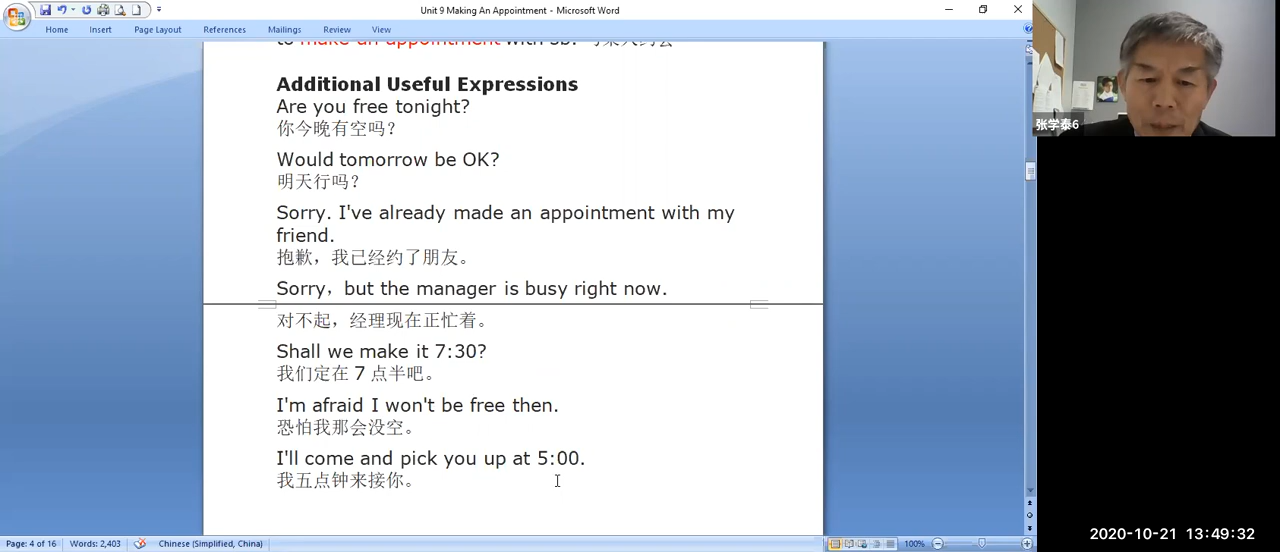 Unit 9 Making An Appointment - Microsoft Word
Home Insert Page Layout References Mailings Review View
to make an appointment with sb.
Additional Useful Expressions
Are you free tonight?
你今晚有空吗？
Would tomorrow be OK?
明天行吗？
Sorry. I've already made an appointment with my
friend.
抱歉，我已经约了朋友。
Sorry，but the manager is busy right now.
对不起，经理现在正忙着。
Shall we make it 7:30?
我们定在 7 点半吧。
I'm afraid I won't be free then.
恐怕我那会没空。
I'll come and pick you up at 5:00.
我五点钟来接你。
张学泰6
Page: 4 of 16 Words: 2,403 Chinese (Simplified, China) 100%
2020-10-21 13:49:32